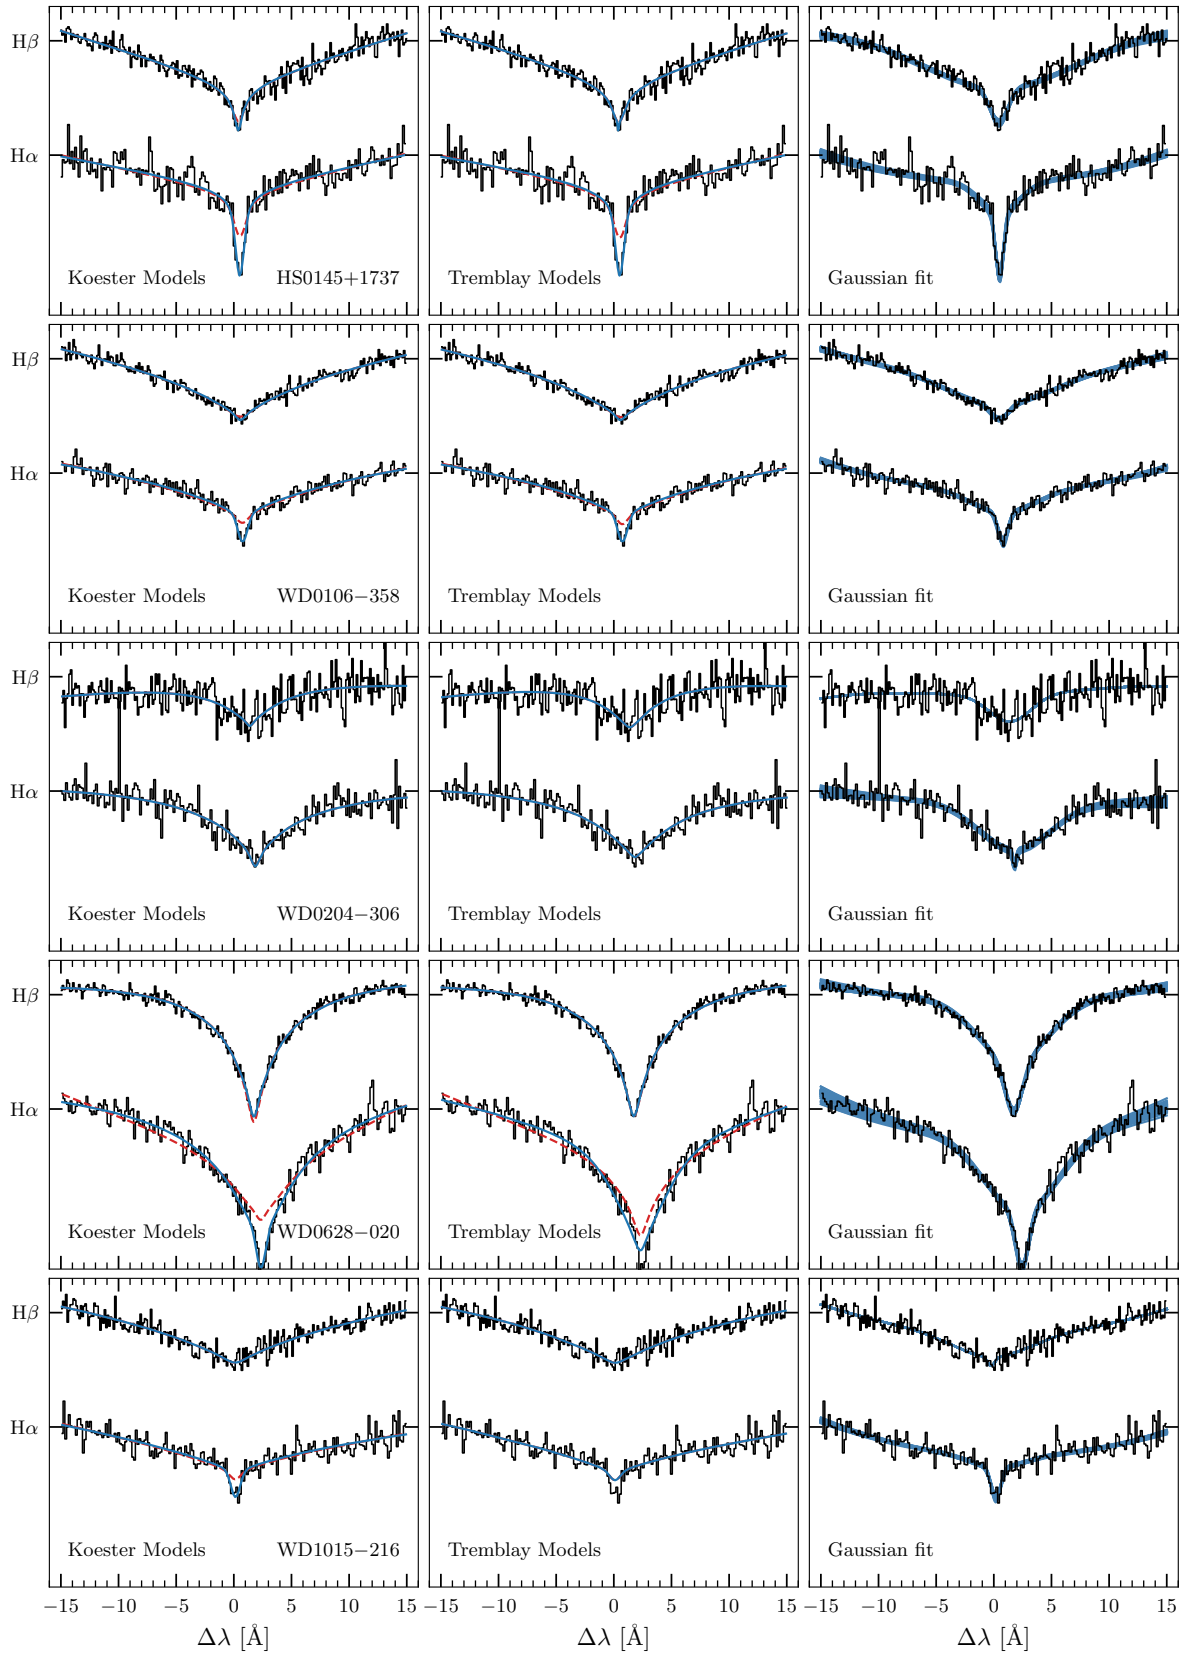 Hβ
Hα
Koester Models HS0145+1737 Tremblay Models Gaussian fit
Hβ
Hα
Koester Models WD0106−358 Tremblay Models Gaussian fit
Hβ
Hα
Koester Models WD0204−306 Tremblay Models Gaussian fit
Hβ
Hα
Koester Models WD0628−020 Tremblay Models Gaussian fit
Hβ
Hα
Koester Models WD1015−216 Tremblay Models Gaussian fit
−15 −10 −5 0 5 10 15 −15 −10 −5 0 5 10 15 −15 −10 −5 0 5 10 15
Δλ [Å] Δλ [Å] Δλ [Å]